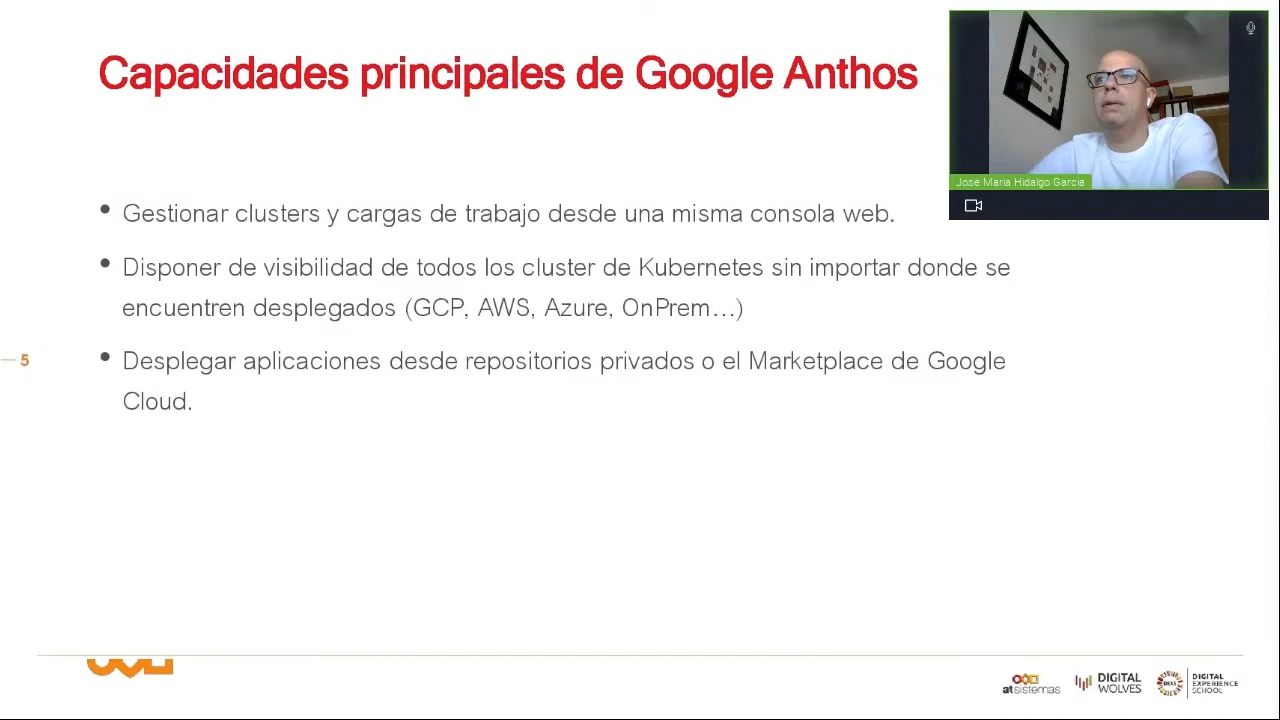 Capacidades principales de Google Anthos
Jose Maria Hidalgo Garcia
• Gestionar clusters y cargas de trabajo desde una misma consola web.
• Disponer de visibilidad de todos los cluster de Kubernetes sin importar donde se
encuentren desplegados (GCP, AWS, Azure, OnPrem…)
• Desplegar aplicaciones desde repositorios privados o el Marketplace de Google
Cloud.
5
atsistemas
DIGITAL
WOLVES
DEXS
DIGITAL
EXPERIENCE
SCHOOL